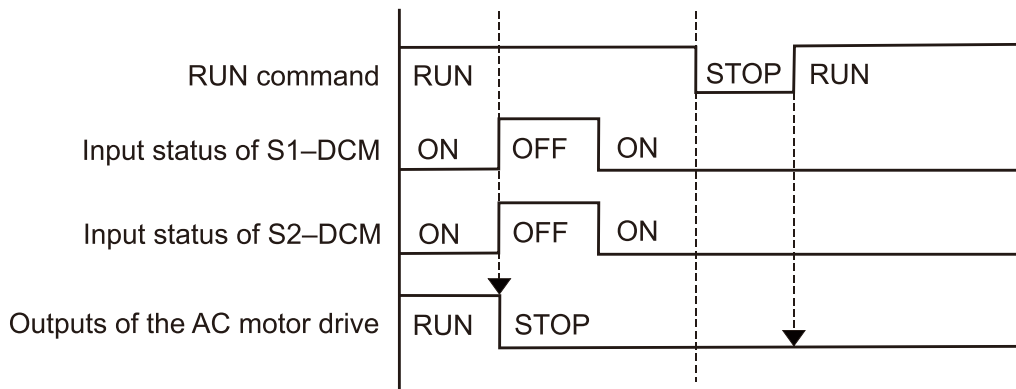 RUN command RUN STOP RUN
Input status of S1–DCM ON OFF ON
Input status of S2–DCM ON OFF ON
Outputs of the AC motor drive RUN STOP